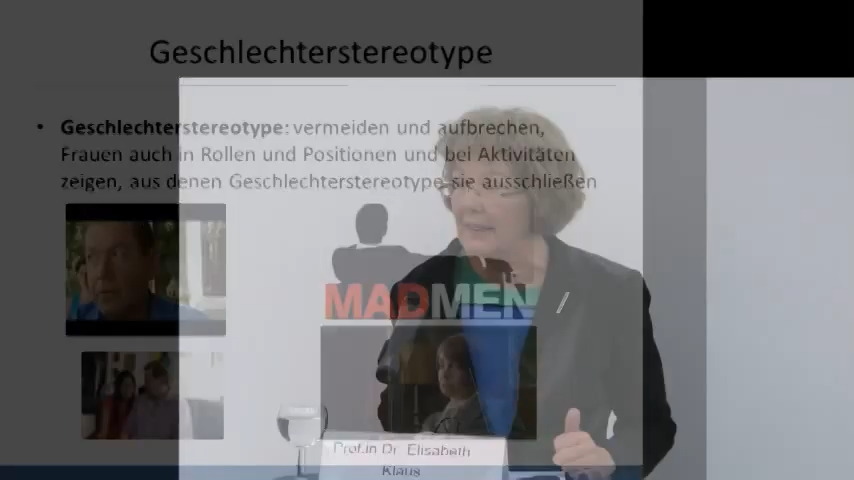 Geschlechterstereotype
• Geschlechterstereotype: vermeiden und aufbrechen,
Frauen auch in Rollen und Positionen und bei Aktivitäten
zeigen, aus denen Geschlechterstereotype sie ausschließen
MADMEN
Prof.in Dr. Elisabeth
Klaus